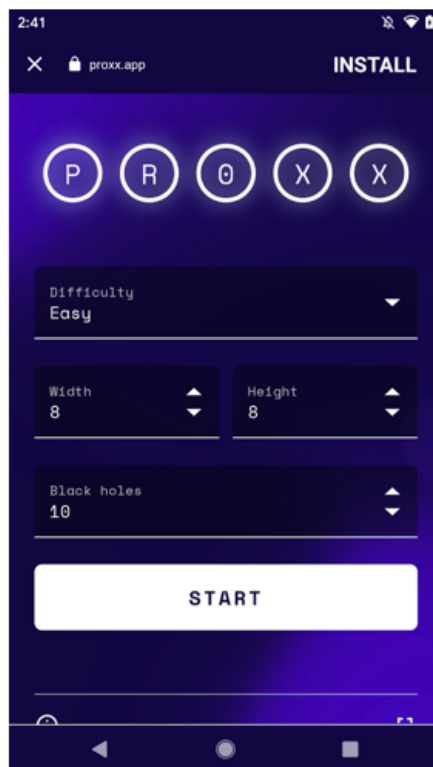 2:41
proxx.app
INSTALL
P R 0 X X
Difficulty
Easy
Width
8
Height
8
Black holes
10
START